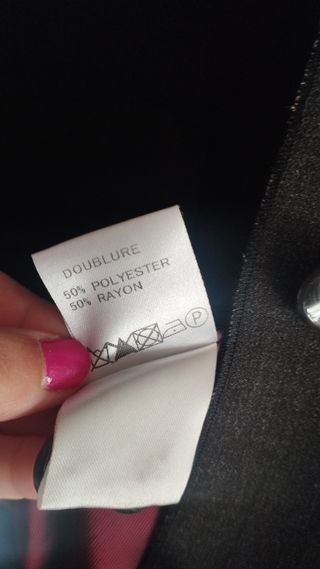 DOUBLURE
50% POLYESTER
50% RAYON
P